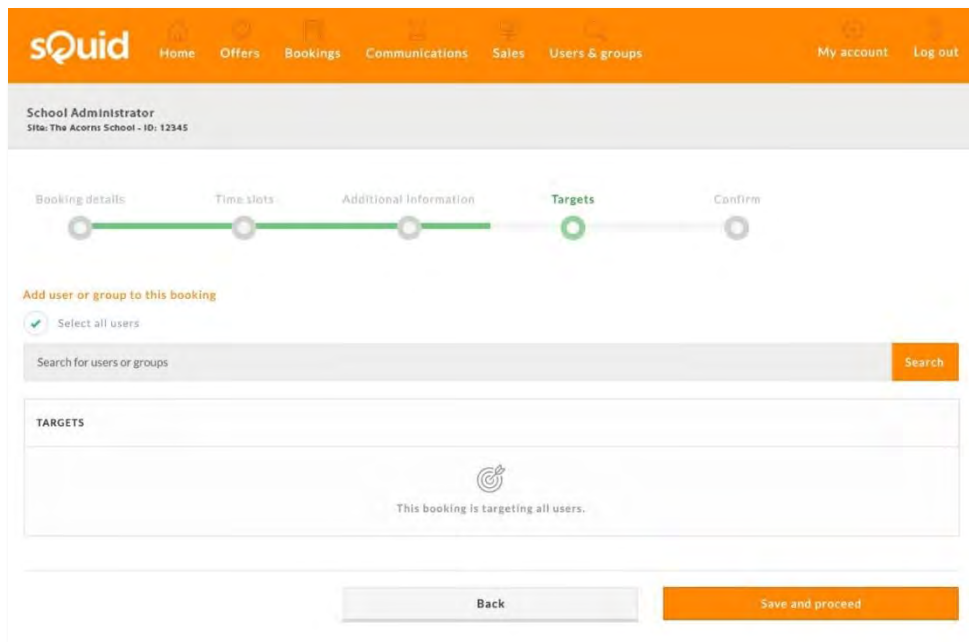 sQuid
Home Offers Bookings Communications Sales Users & groups My account Log out
School Administrator
Site: The Acorns School - ID: 12345
Booking details Time slots Additional Information Targets Confirm
Add user or group to this booking
Select all users
Search for users or groups Search
TARGETS
This booking is targeting all users.
Back Save and proceed